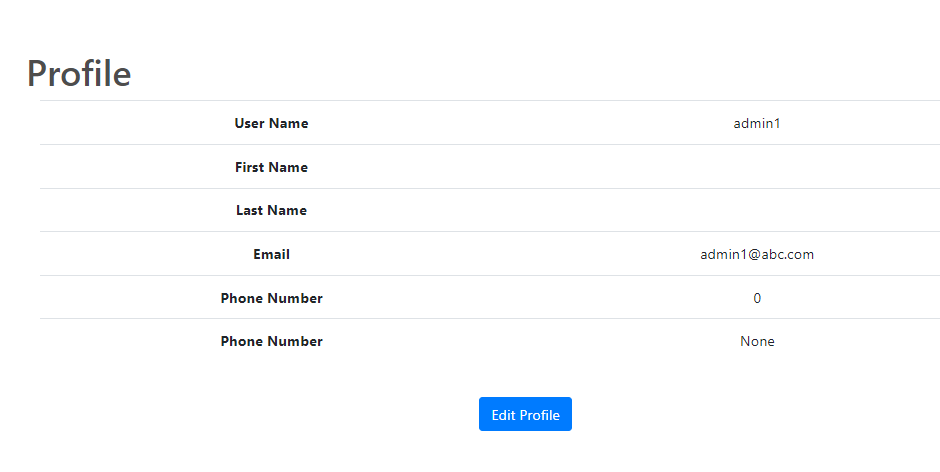 Profile
User Name admin1
First Name
Last Name
Email admin1@abc.com
Phone Number 0
Phone Number None
Edit Profile